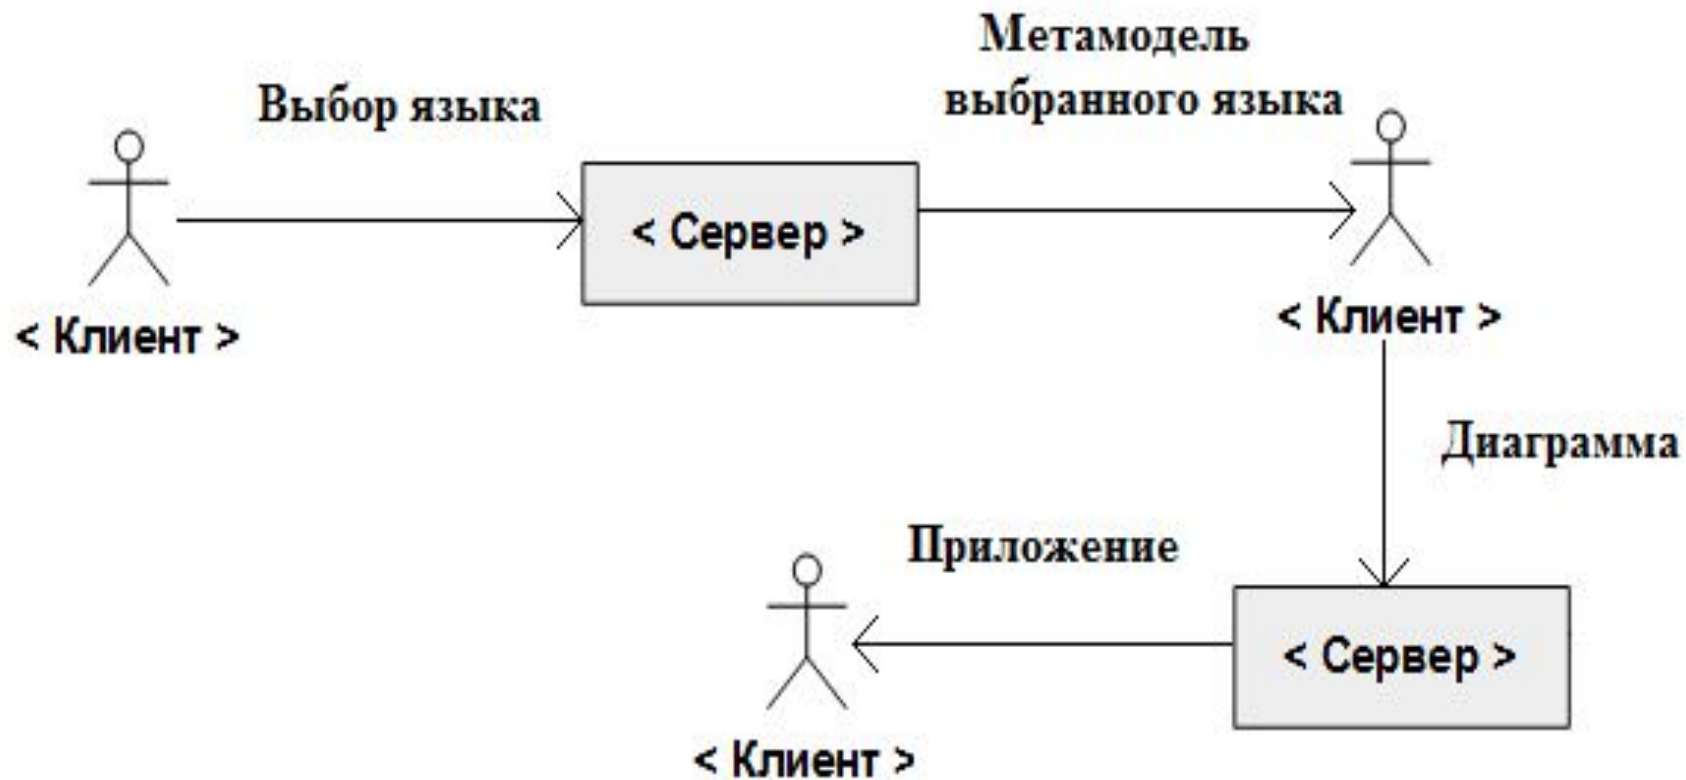 Метамодель
Выбор языка
выбранного языка
< Сервер >
< Клиент >
< Клиент >
Диаграмма
Приложение
< Сервер >
< Клиент >